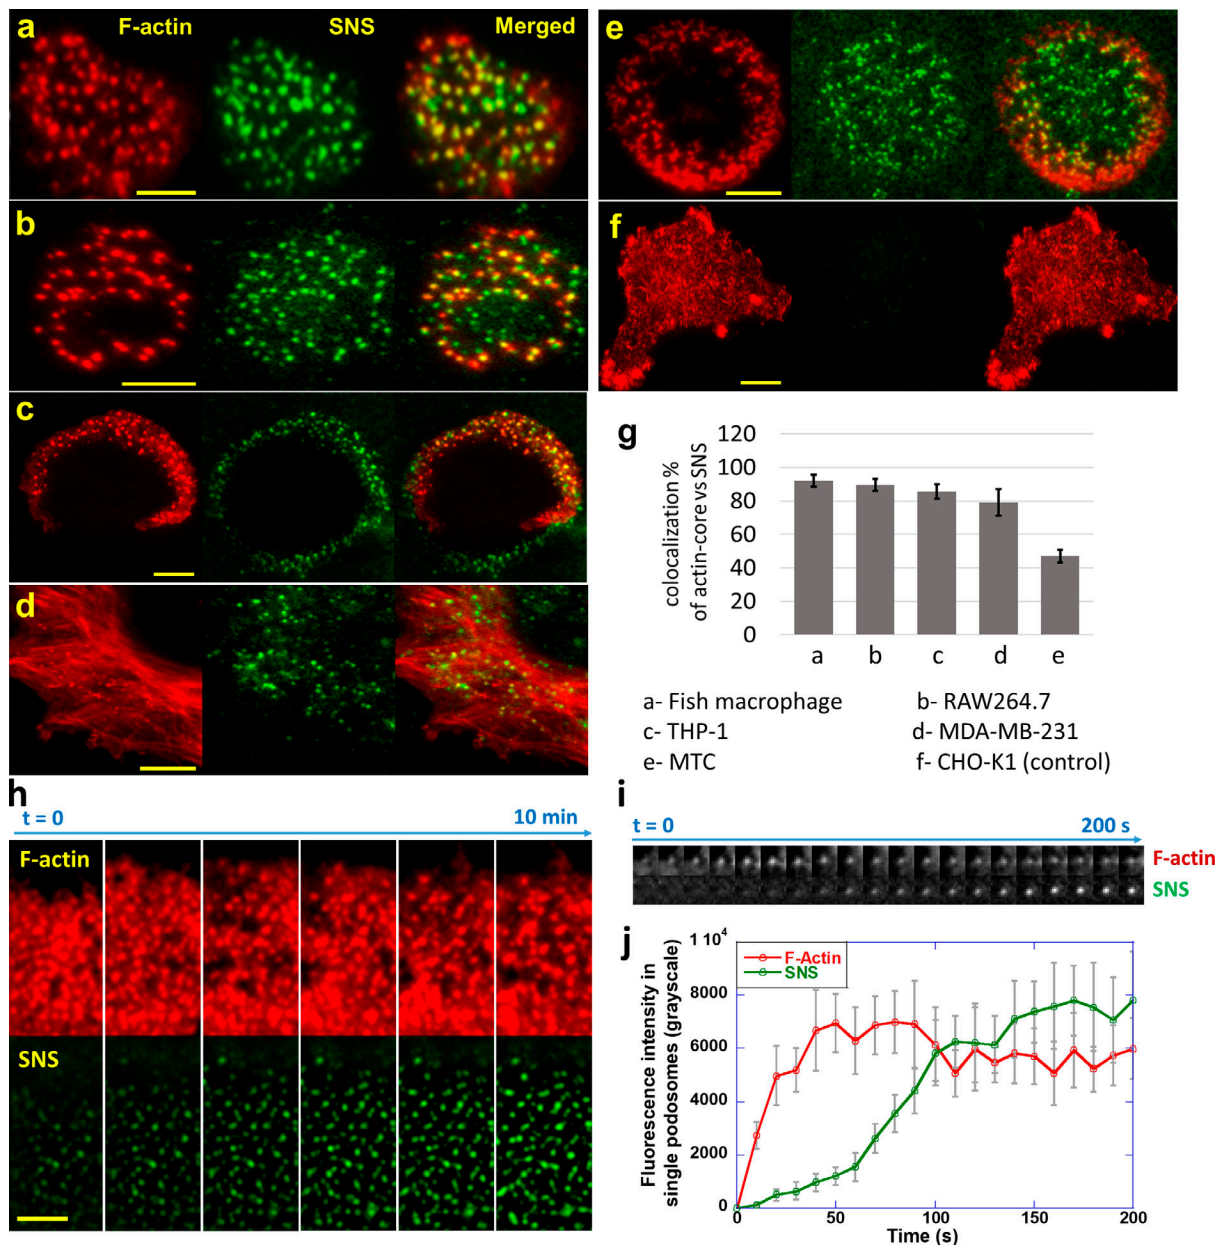 a F-actin SNS Merged
b
c
d
e
f
g
colocalization %
of actin-core vs SNS
120
100
80
60
40
20
0
a b c d e
a- Fish macrophage b- RAW264.7
c- THP-1 d- MDA-MB-231
e- MTC f- CHO-K1 (control)
h
t = 0 10 min
F-actin
SNS
i
t = 0 200 s
F-actin
SNS
j
Fluorescence intensity in
single podosomes (grayscale)
1 10⁴
8000
6000
4000
2000
0
F-Actin
SNS
0 50 100 150 200
Time (s)